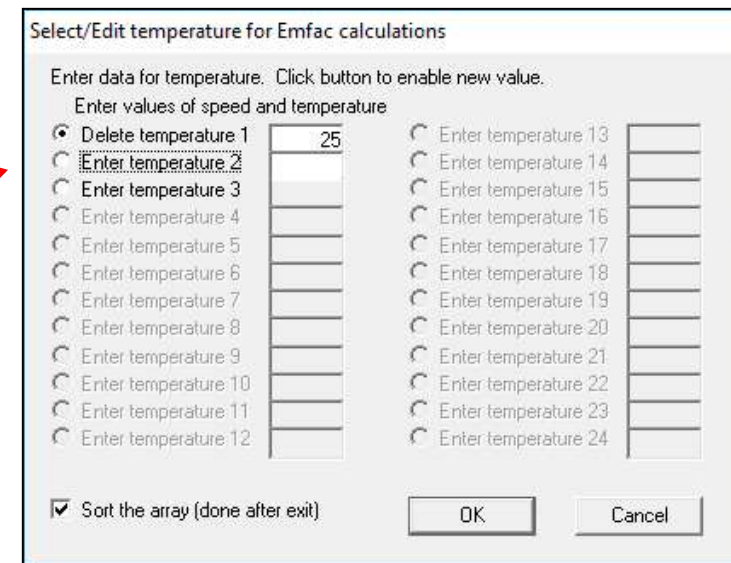 Select/Edit temperature for Emfac calculations
Enter data for temperature. Click button to enable new value.
Enter values of speed and temperature
Delete temperature 1 25
Enter temperature 2
Enter temperature 3
Enter temperature 4
Enter temperature 5
Enter temperature 6
Enter temperature 7
Enter temperature 8
Enter temperature 9
Enter temperature 10
Enter temperature 11
Enter temperature 12
Enter temperature 13
Enter temperature 14
Enter temperature 15
Enter temperature 16
Enter temperature 17
Enter temperature 18
Enter temperature 19
Enter temperature 20
Enter temperature 21
Enter temperature 22
Enter temperature 23
Enter temperature 24
Sort the array (done after exit)
OK
Cancel